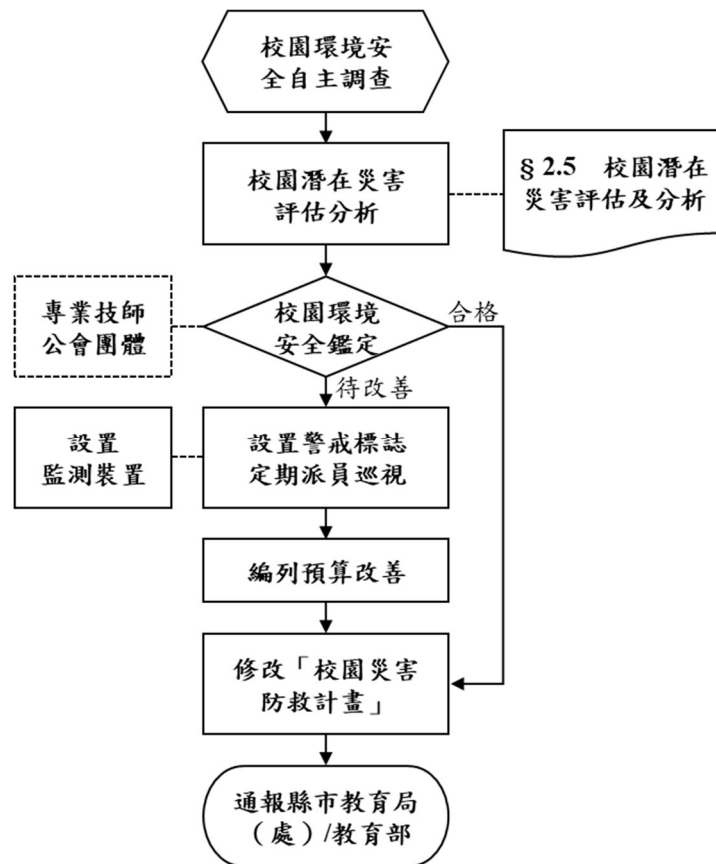 校園環境安
全自主調查
校園潛在災害
評估分析
§ 2.5 校園潛在
災害評估及分析
專業技師
公會團體
校園環境
安全鑑定
合格
待改善
設置
監測裝置
設置警戒標誌
定期派員巡視
編列預算改善
修改「校園災害
防救計畫」
通報縣市教育局
（處）/教育部